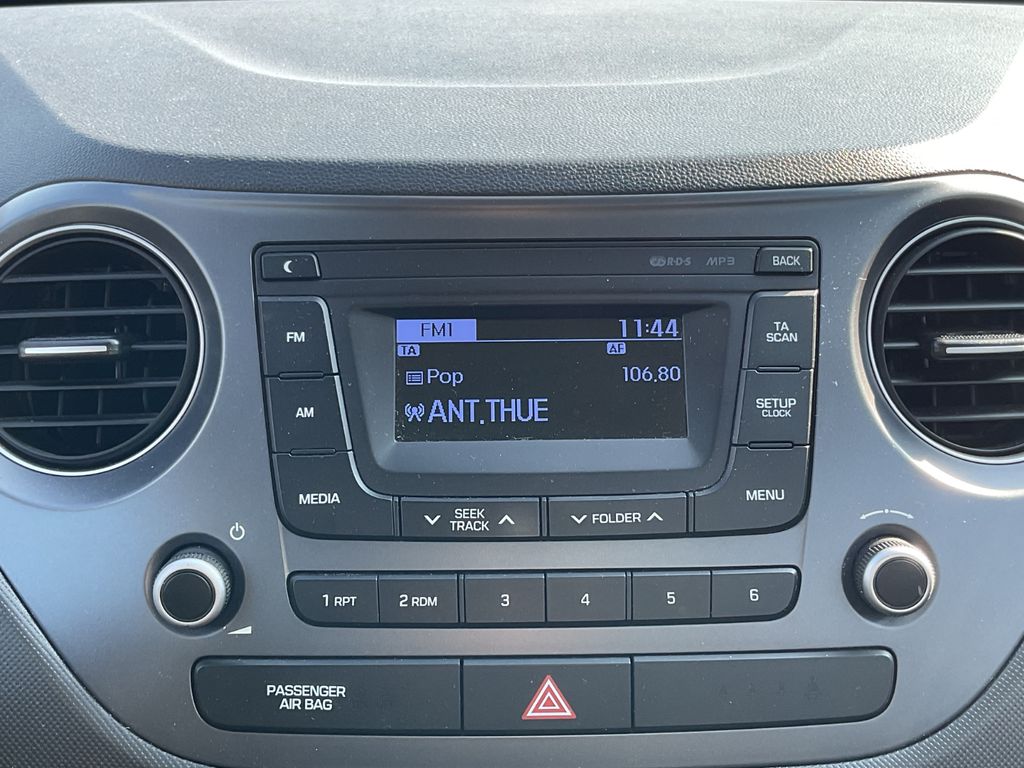 R·D·S MP3 BACK
FM
AM
MEDIA
FM1 11:44
TA AF
Pop 106.80
ANT.THUE
TA
SCAN
SETUP
CLOCK
MENU
SEEK
TRACK
FOLDER
1 RPT 2 RDM 3 4 5 6
PASSENGER
AIR BAG